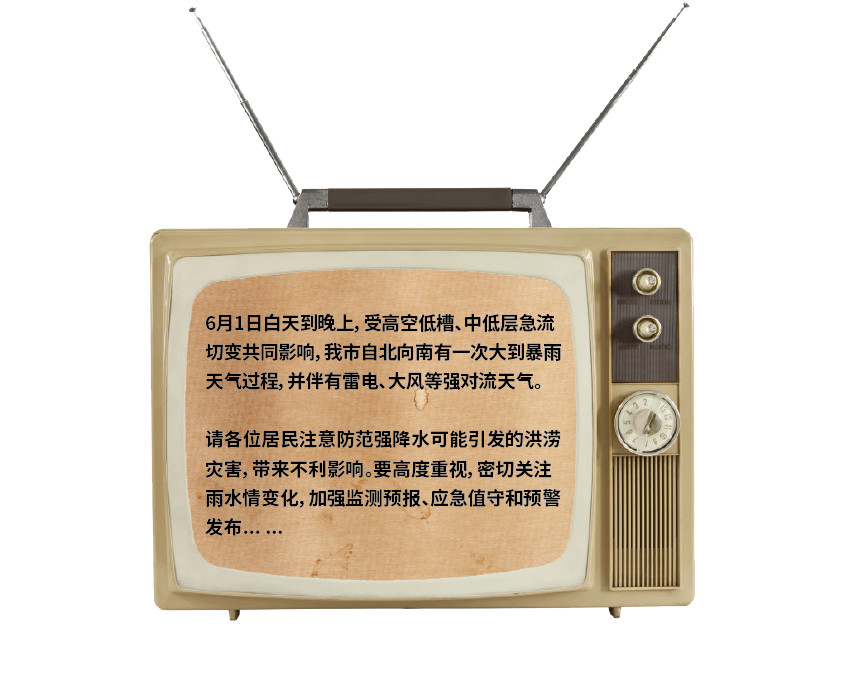 6月1日白天到晚上，受高空低槽、中低层急流
切变共同影响，我市自北向南有一次大到暴雨
天气过程，并伴有雷电、大风等强对流天气。
请各位居民注意防范强降水可能引发的洪涝
灾害，带来不利影响。要高度重视，密切关注
雨水情变化，加强监测预报、应急值守和预警
发布... ...